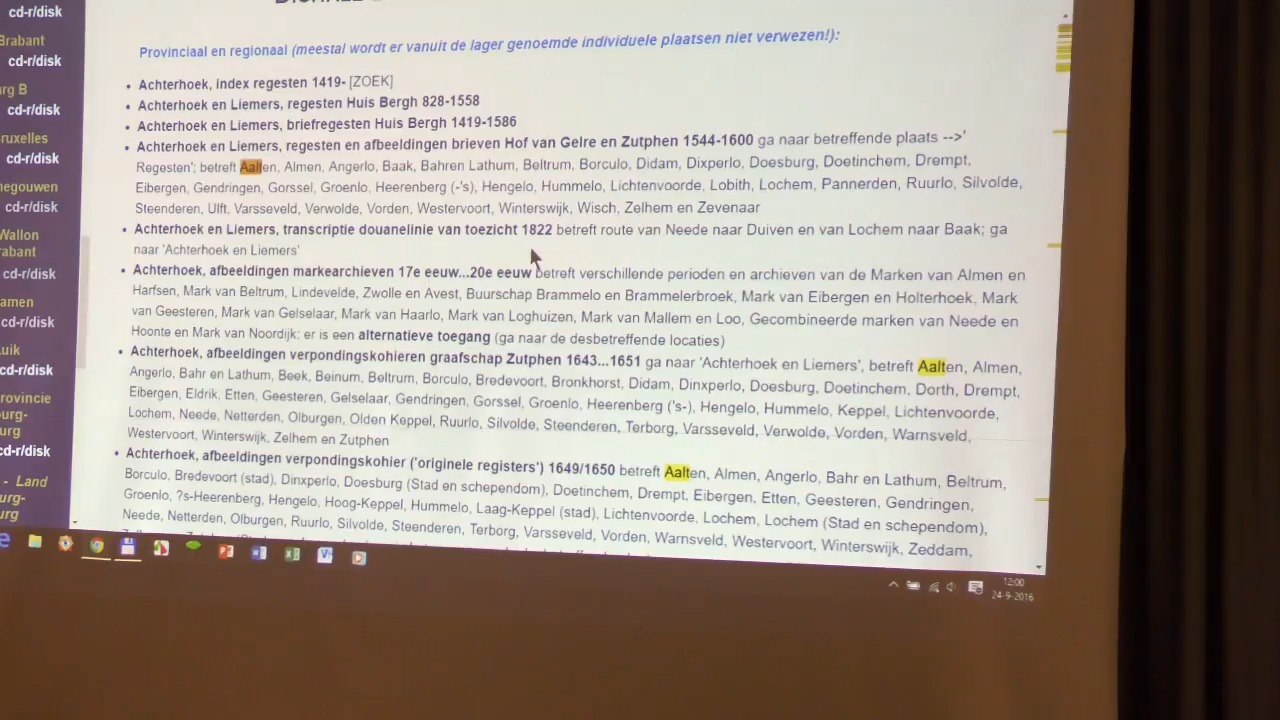 cd-r/disk
Brabant
cd-r/disk
rg B
cd-r/disk
ruxelles
cd-r/disk
negouwen
cd-r/disk
Wallon
rabant
cd-r/disk
amen
cd-r/disk
uik
cd-r/disk
rovincie
ourg-
urg
cd-r/disk
- Land
ourg-
urg
Provinciaal en regionaal (meestal wordt er vanuit de lager genoemde individuele plaatsen niet verwezen!):
• Achterhoek, index regesten 1419- [ZOEK]
• Achterhoek en Liemers, regesten Huis Bergh 828-1558
• Achterhoek en Liemers, briefregesten Huis Bergh 1419-1586
• Achterhoek en Liemers, regesten en afbeeldingen brieven Hof van Gelre en Zutphen 1544-1600 ga naar betreffende plaats -->'
Regesten'; betreft Aalten, Almen, Angerlo, Baak, Bahren Lathum, Beltrum, Borculo, Didam, Dixperlo, Doesburg, Doetinchem, Drempt,
Eibergen, Gendringen, Gorssel, Groenlo, Heerenberg (-'s), Hengelo, Hummelo, Lichtenvoorde, Lobith, Lochem, Pannerden, Ruurlo, Silvolde,
Steenderen, Ulft, Varsseveld, Verwolde, Vorden, Westervoort, Winterswijk, Wisch, Zelhem en Zevenaar
• Achterhoek en Liemers, transcriptie douanelinie van toezicht 1822 betreft route van Neede naar Duiven en van Lochem naar Baak; ga
naar 'Achterhoek en Liemers'
• Achterhoek, afbeeldingen markearchieven 17e eeuw...20e eeuw betreft verschillende perioden en archieven van de Marken van Almen en
Harfsen, Mark van Beltrum, Lindevelde, Zwolle en Avest, Buurschap Brammelo en Brammelerbroek, Mark van Eibergen en Holterhoek, Mark
van Geesteren, Mark van Gelselaar, Mark van Haarlo, Mark van Loghuizen, Mark van Mallem en Loo, Gecombineerde marken van Neede en
Hoonte en Mark van Noordijk; er is een alternatieve toegang (ga naar de desbetreffende locaties)
• Achterhoek, afbeeldingen verpondingskohieren graafschap Zutphen 1643...1651 ga naar 'Achterhoek en Liemers', betreft Aalten, Almen,
Angerlo, Bahr en Lathum, Beek, Beinum, Beltrum, Borculo, Bredevoort, Bronkhorst, Didam, Dinxperlo, Doesburg, Doetinchem, Dorth, Drempt,
Eibergen, Eldrik, Etten, Geesteren, Gelselaar, Gendringen, Gorssel, Groenlo, Heerenberg ('s-), Hengelo, Hummelo, Keppel, Lichtenvoorde,
Lochem, Neede, Netterden, Olburgen, Olden Keppel, Ruurlo, Silvolde, Steenderen, Terborg, Varsseveld, Verwolde, Vorden, Warnsveld,
Westervoort, Winterswijk, Zelhem en Zutphen
• Achterhoek, afbeeldingen verpondingskohier ('originele registers') 1649/1650 betreft Aalten, Almen, Angerlo, Bahr en Lathum, Beltrum,
Borculo, Bredevoort (stad), Dinxperlo, Doesburg (Stad en schependom), Doetinchem, Drempt, Eibergen, Etten, Geesteren, Gendringen,
Groenlo, ?s-Heerenberg, Hengelo, Hoog-Keppel, Hummelo, Laag-Keppel (stad), Lichtenvoorde, Lochem, Lochem (Stad en schependom),
Neede, Netterden, Olburgen, Ruurlo, Silvolde, Steenderen, Terborg, Varsseveld, Vorden, Warnsveld, Westervoort, Winterswijk, Zeddam,
12:00
24-9-2016